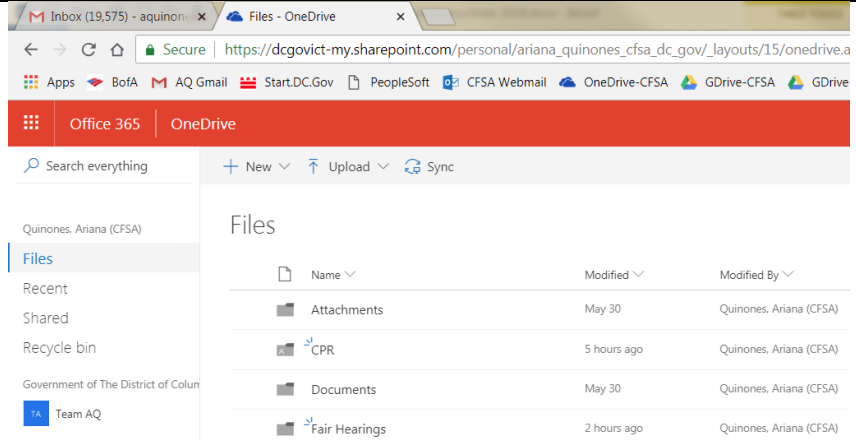 Inbox (19,575) - aquinone
Files - OneDrive
Secure
https://dcgovict-my.sharepoint.com/personal/ariana_quinones_cfsa_dc_gov/_layouts/15/onedrive.a
Apps BofA AQ Gmail Start.DC.Gov PeopleSoft CFSA Webmail OneDrive-CFSA GDrive-CFSA GDrive
Office 365 OneDrive
Search everything
New Upload Sync
Quinones, Ariana (CFSA)
Files
Recent
Shared
Recycle bin
Government of The District of Colum
TA Team AQ
Files
Name Modified Modified By
Attachments May 30 Quinones, Ariana (CFSA)
CPR 5 hours ago Quinones, Ariana (CFSA)
Documents May 30 Quinones, Ariana (CFSA)
Fair Hearings 2 hours ago Quinones, Ariana (CFSA)